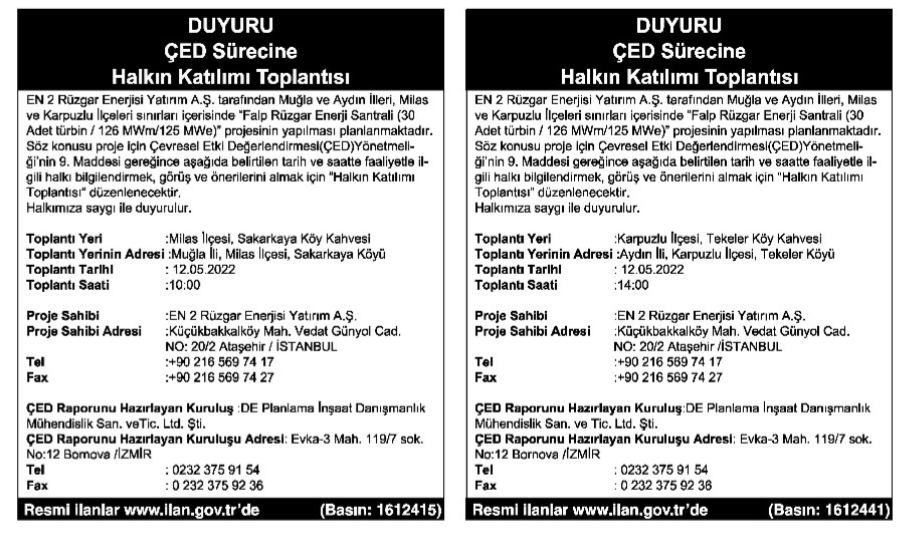 DUYURU
ÇED Sürecine
Halkın Katılımı Toplantısı
EN 2 Rüzgar Enerjisi Yatırım A.Ş. tarafından Muğla ve Aydın İlleri, Milas
ve Karpuzlu İlçeleri sınırları içerisinde "Falp Rüzgar Enerji Santrali (30
Adet türbin / 126 MWm/125 MWe)" projesinin yapılması planlanmaktadır.
Söz konusu proje için Çevresel Etki Değerlendirmesi(ÇED)Yönetmeli-
ği'nin 9. Maddesi gereğince aşağıda belirtilen tarih ve saatte faaliyetle il-
gili halkı bilgilendirmek, görüş ve önerilerini almak için "Halkın Katılımı
Toplantısı" düzenlenecektir.
Halkımıza saygı ile duyurulur.
Toplantı Yeri :Milas İlçesi, Sakarkaya Köy Kahvesi
Toplantı Yerinin Adresi :Muğla İli, Milas İlçesi, Sakarkaya Köyü
Toplantı Tarihi : 12.05.2022
Toplantı Saati :10:00
Proje Sahibi :EN 2 Rüzgar Enerjisi Yatırım A.Ş.
Proje Sahibi Adresi :Küçükbakkalköy Mah. Vedat Günyol Cad.
NO: 20/2 Ataşehir / İSTANBUL
Tel :+90 216 569 74 17
Fax :+90 216 569 74 27
ÇED Raporunu Hazırlayan Kuruluş :DE Planlama İnşaat Danışmanlık
Mühendislik San. veTic. Ltd. Şti.
ÇED Raporunu Hazırlayan Kuruluşu Adresi: Evka-3 Mah. 119/7 sok.
No:12 Bornova /İZMİR
Tel : 0232 375 91 54
Fax : 0 232 375 92 36
Resmi ilanlar www.ilan.gov.tr'de (Basın: 1612415)
DUYURU
ÇED Sürecine
Halkın Katılımı Toplantısı
EN 2 Rüzgar Enerjisi Yatırım A.Ş. tarafından Muğla ve Aydın İlleri, Milas
ve Karpuzlu İlçeleri sınırları içerisinde "Falp Rüzgar Enerji Santrali (30
Adet türbin / 126 MWm/125 MWe)" projesinin yapılması planlanmaktadır.
Söz konusu proje için Çevresel Etki Değerlendirmesi(ÇED)Yönetmeli-
ği'nin 9. Maddesi gereğince aşağıda belirtilen tarih ve saatte faaliyetle il-
gili halkı bilgilendirmek, görüş ve önerilerini almak için "Halkın Katılımı
Toplantısı" düzenlenecektir.
Halkımıza saygı ile duyurulur.
Toplantı Yeri :Karpuzlu İlçesi, Tekeler Köy Kahvesi
Toplantı Yerinin Adresi :Aydın İli, Karpuzlu İlçesi, Tekeler Köyü
Toplantı Tarihi : 12.05.2022
Toplantı Saati :14:00
Proje Sahibi :EN 2 Rüzgar Enerjisi Yatırım A.Ş.
Proje Sahibi Adresi :Küçükbakkalköy Mah. Vedat Günyol Cad.
NO: 20/2 Ataşehir / İSTANBUL
Tel :+90 216 569 74 17
Fax :+90 216 569 74 27
ÇED Raporunu Hazırlayan Kuruluş:DE Planlama İnşaat Danışmanlık
Mühendislik San. ve Tic. Ltd. Şti.
ÇED Raporunu Hazırlayan Kuruluşu Adresi: Evka-3 Mah. 119/7 sok.
No:12 Bornova /İZMİR
Tel : 0232 375 91 54
Fax : 0 232 375 92 36
Resmi ilanlar www.ilan.gov.tr'de (Basın: 1612441)